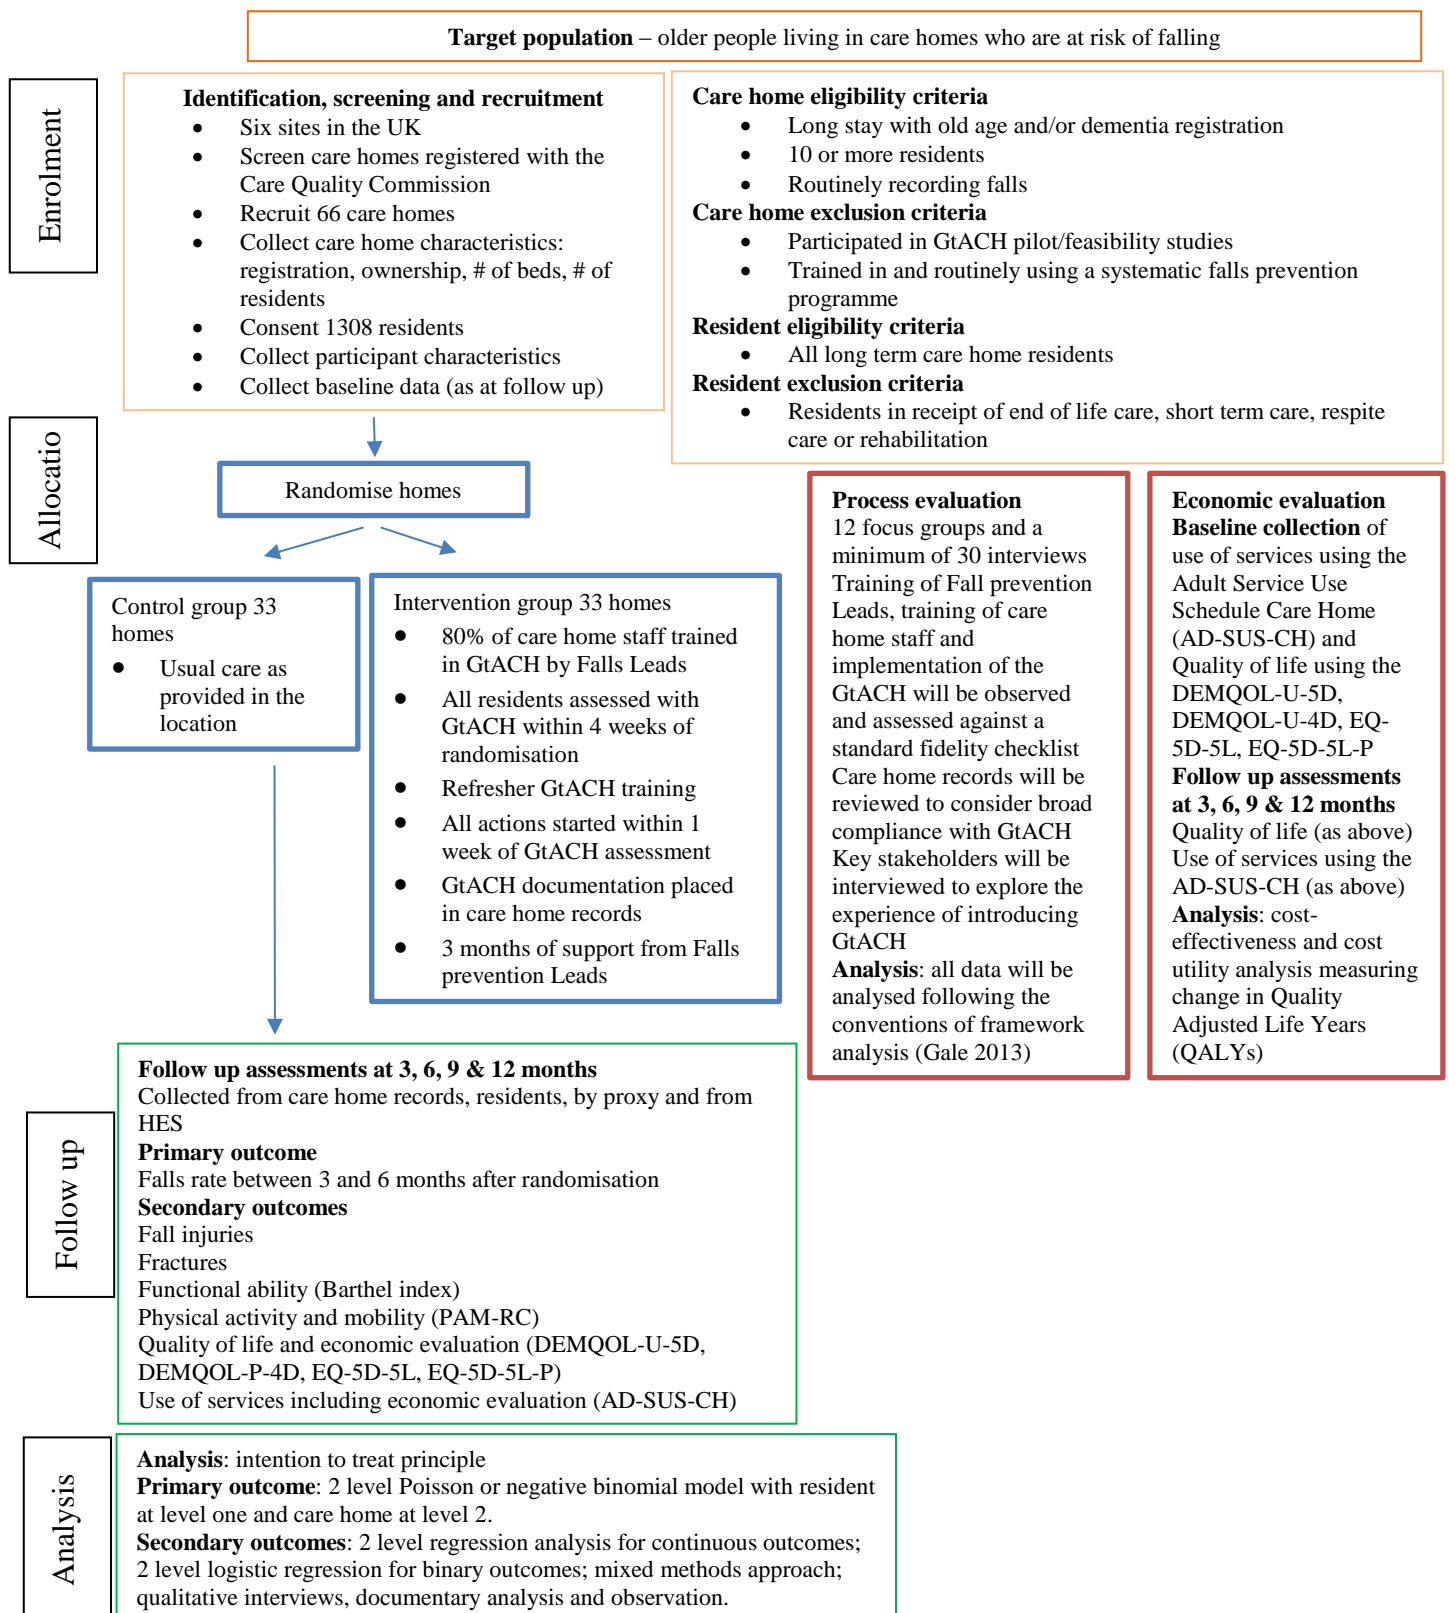 Target population – older people living in care homes who are at risk of falling
Enrolment
Identification, screening and recruitment
• Six sites in the UK
• Screen care homes registered with the
Care Quality Commission
• Recruit 66 care homes
• Collect care home characteristics:
registration, ownership, # of beds, # of
residents
• Consent 1308 residents
• Collect participant characteristics
• Collect baseline data (as at follow up)
Care home eligibility criteria
• Long stay with old age and/or dementia registration
• 10 or more residents
• Routinely recording falls
Care home exclusion criteria
• Participated in GtACH pilot/feasibility studies
• Trained in and routinely using a systematic falls prevention
programme
Resident eligibility criteria
• All long term care home residents
Resident exclusion criteria
• Residents in receipt of end of life care, short term care, respite
care or rehabilitation
Allocatio
Randomise homes
Control group 33
homes
• Usual care as
provided in the
location
Intervention group 33 homes
• 80% of care home staff trained
in GtACH by Falls Leads
• All residents assessed with
GtACH within 4 weeks of
randomisation
• Refresher GtACH training
• All actions started within 1
week of GtACH assessment
• GtACH documentation placed
in care home records
• 3 months of support from Falls
prevention Leads
Process evaluation
12 focus groups and a
minimum of 30 interviews
Training of Fall prevention
Leads, training of care
home staff and
implementation of the
GtACH will be observed
and assessed against a
standard fidelity checklist
Care home records will be
reviewed to consider broad
compliance with GtACH
Key stakeholders will be
interviewed to explore the
experience of introducing
GtACH
Analysis: all data will be
analysed following the
conventions of framework
analysis (Gale 2013)
Economic evaluation
Baseline collection of
use of services using the
Adult Service Use
Schedule Care Home
(AD-SUS-CH) and
Quality of life using the
DEMQOL-U-5D,
DEMQOL-U-4D, EQ-
5D-5L, EQ-5D-5L-P
Follow up assessments
at 3, 6, 9 & 12 months
Quality of life (as above)
Use of services using the
AD-SUS-CH (as above)
Analysis: cost-
effectiveness and cost
utility analysis measuring
change in Quality
Adjusted Life Years
(QALYs)
Follow up
Follow up assessments at 3, 6, 9 & 12 months
Collected from care home records, residents, by proxy and from
HES
Primary outcome
Falls rate between 3 and 6 months after randomisation
Secondary outcomes
Fall injuries
Fractures
Functional ability (Barthel index)
Physical activity and mobility (PAM-RC)
Quality of life and economic evaluation (DEMQOL-U-5D,
DEMQOL-P-4D, EQ-5D-5L, EQ-5D-5L-P)
Use of services including economic evaluation (AD-SUS-CH)
Analysis
Analysis: intention to treat principle
Primary outcome: 2 level Poisson or negative binomial model with resident
at level one and care home at level 2.
Secondary outcomes: 2 level regression analysis for continuous outcomes;
2 level logistic regression for binary outcomes; mixed methods approach;
qualitative interviews, documentary analysis and observation.